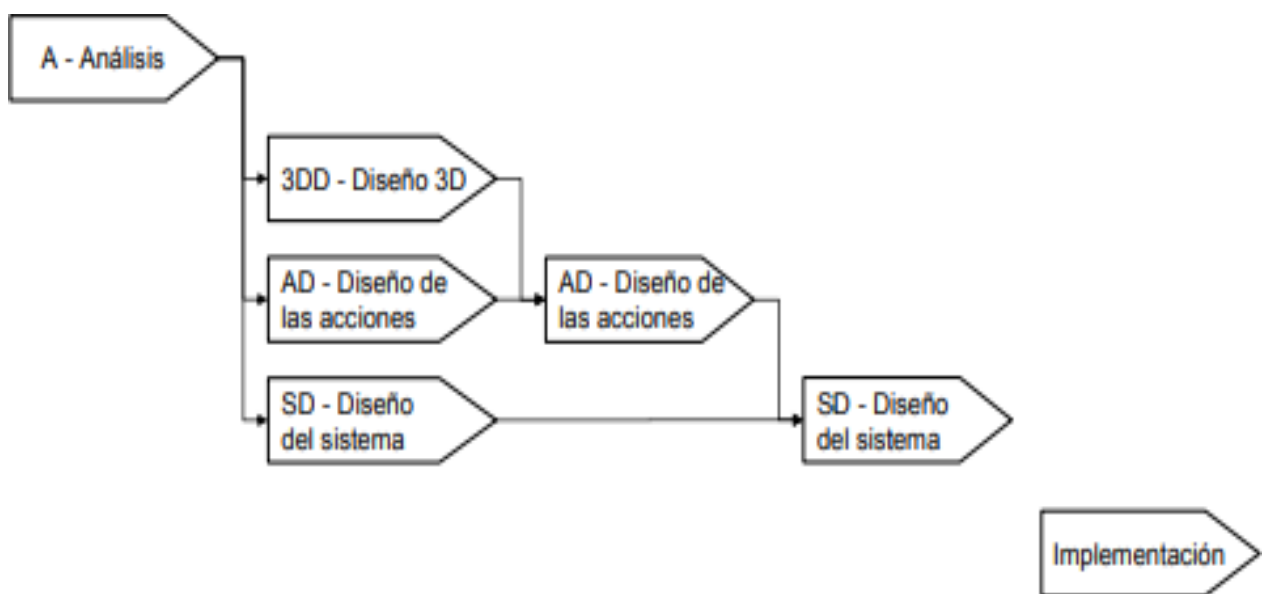 A - Análisis
3DD - Diseño 3D
AD - Diseño de
las acciones
AD - Diseño de
las acciones
SD - Diseño
del sistema
SD - Diseño
del sistema
Implementación